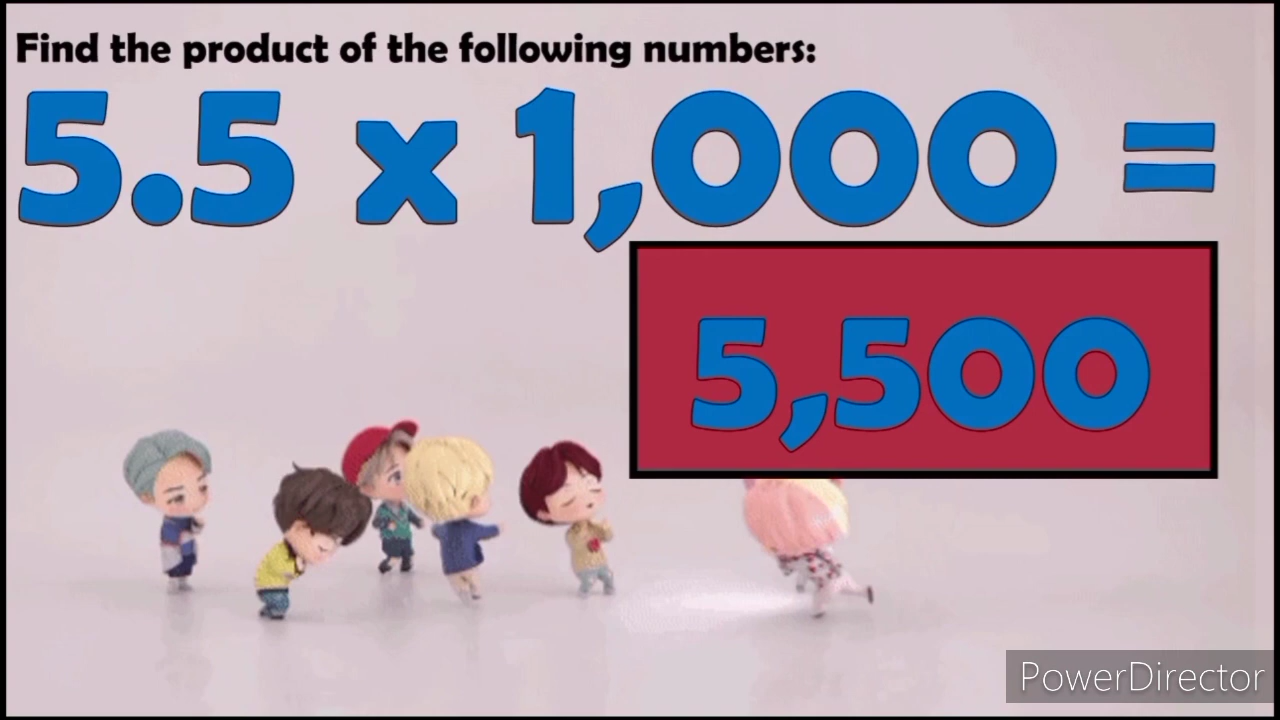 Find the product of the following numbers:
5.5 x 1,000 =
5,500
PowerDirector